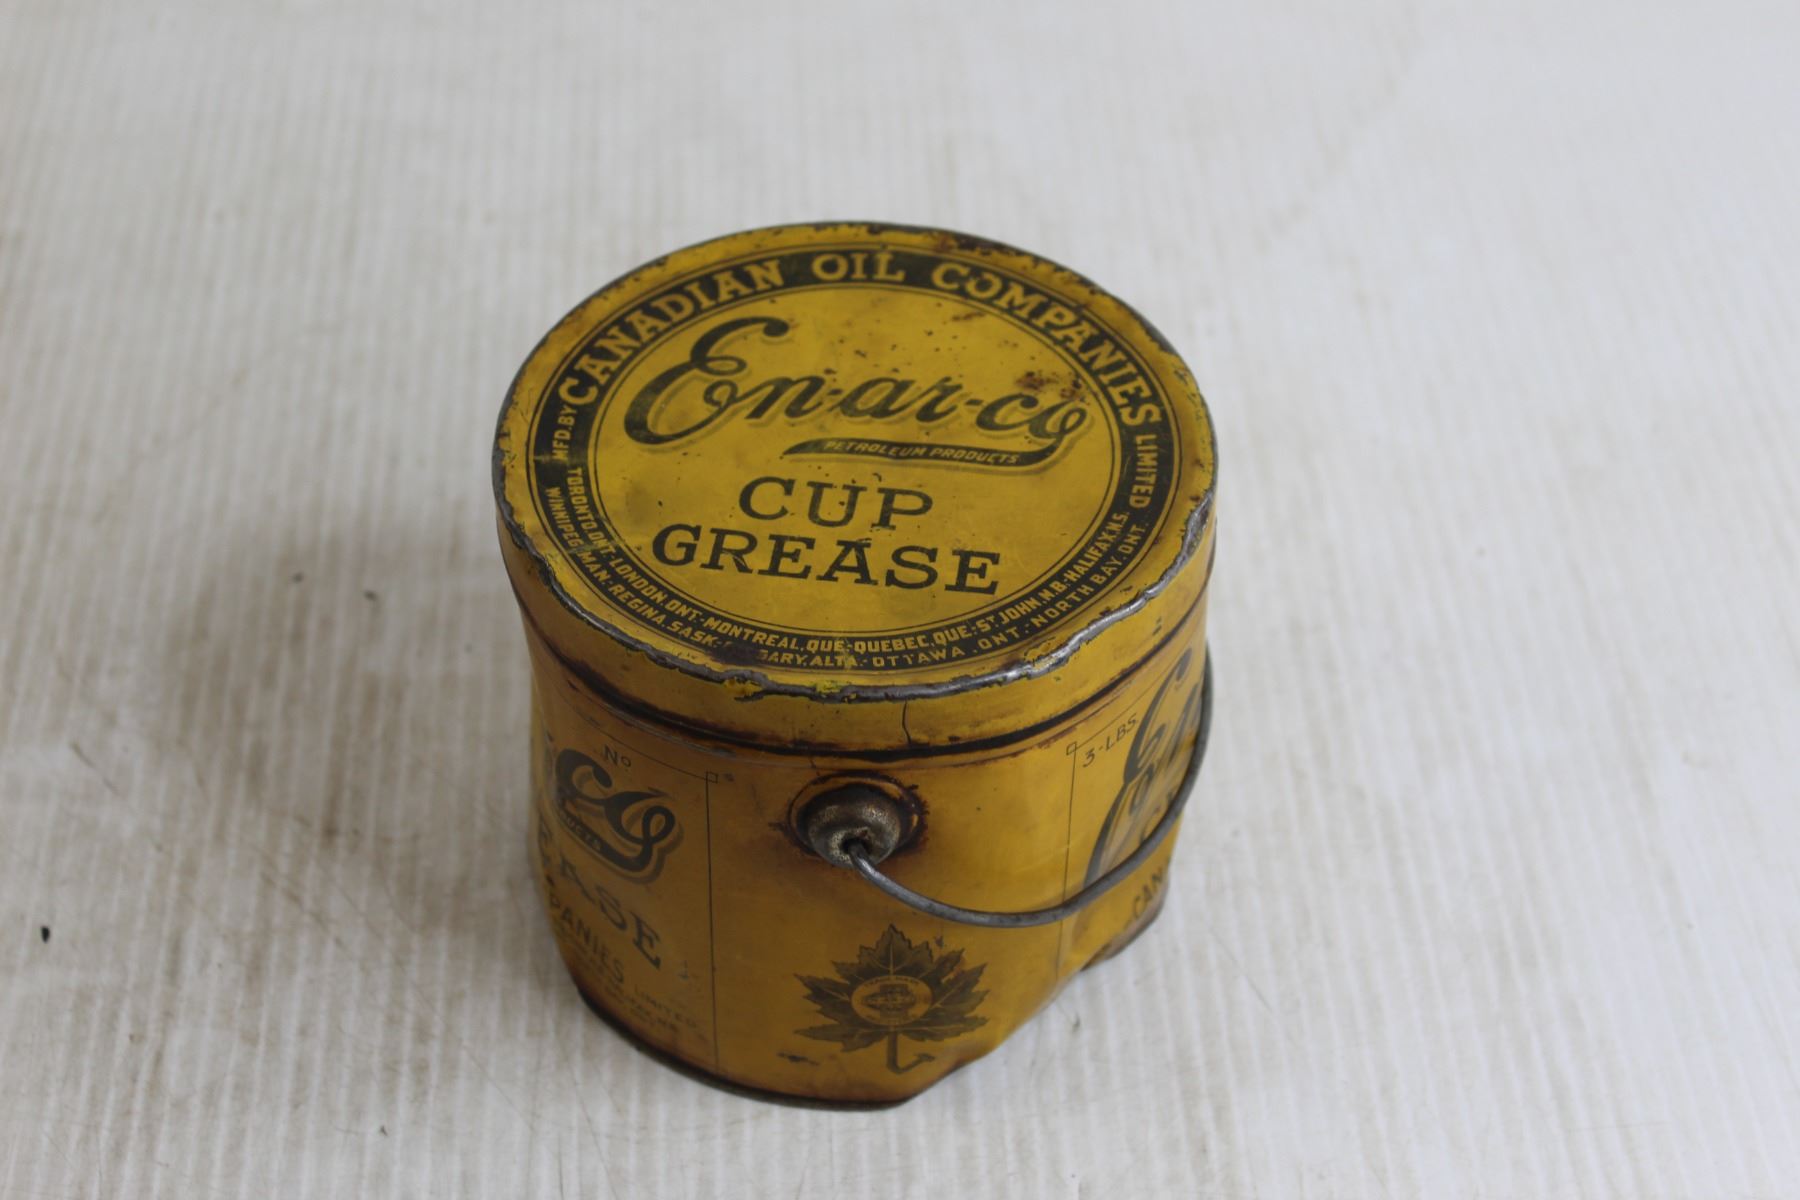 MFD. BY CANADIAN OIL COMPANIES LIMITED
En-ar-co
PETROLEUM PRODUCTS
CUP
GREASE
TORONTO, ONT.-LONDON, ONT.-MONTREAL, QUE.-QUEBEC, QUE.-ST JOHN, N.B.-HALIFAX, N.S.
WINNIPEG, MAN.-REGINA, SASK. ALTA.-OTTAWA, ONT.-NORTH BAY, ONT.
No
co
EASE
PANIES
LIMITED
3-LBS.
E
CAN